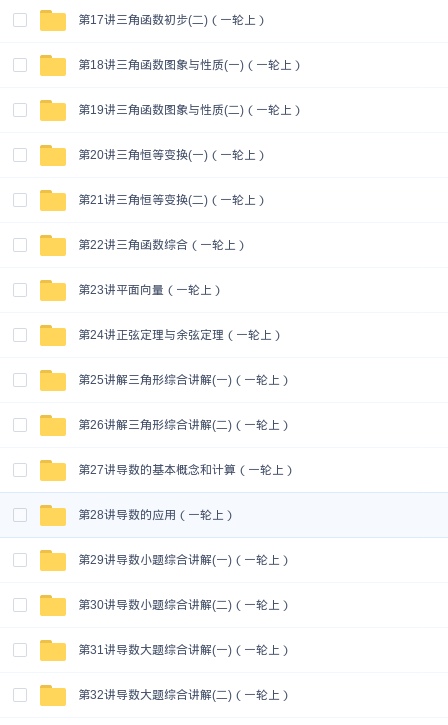 第17讲三角函数初步(二)（一轮上）
第18讲三角函数图象与性质(一)（一轮上）
第19讲三角函数图象与性质(二)（一轮上）
第20讲三角恒等变换(一)（一轮上）
第21讲三角恒等变换(二)（一轮上）
第22讲三角函数综合（一轮上）
第23讲平面向量（一轮上）
第24讲正弦定理与余弦定理（一轮上）
第25讲解三角形综合讲解(一)（一轮上）
第26讲解三角形综合讲解(二)（一轮上）
第27讲导数的基本概念和计算（一轮上）
第28讲导数的应用（一轮上）
第29讲导数小题综合讲解(一)（一轮上）
第30讲导数小题综合讲解(二)（一轮上）
第31讲导数大题综合讲解(一)（一轮上）
第32讲导数大题综合讲解(二)（一轮上）